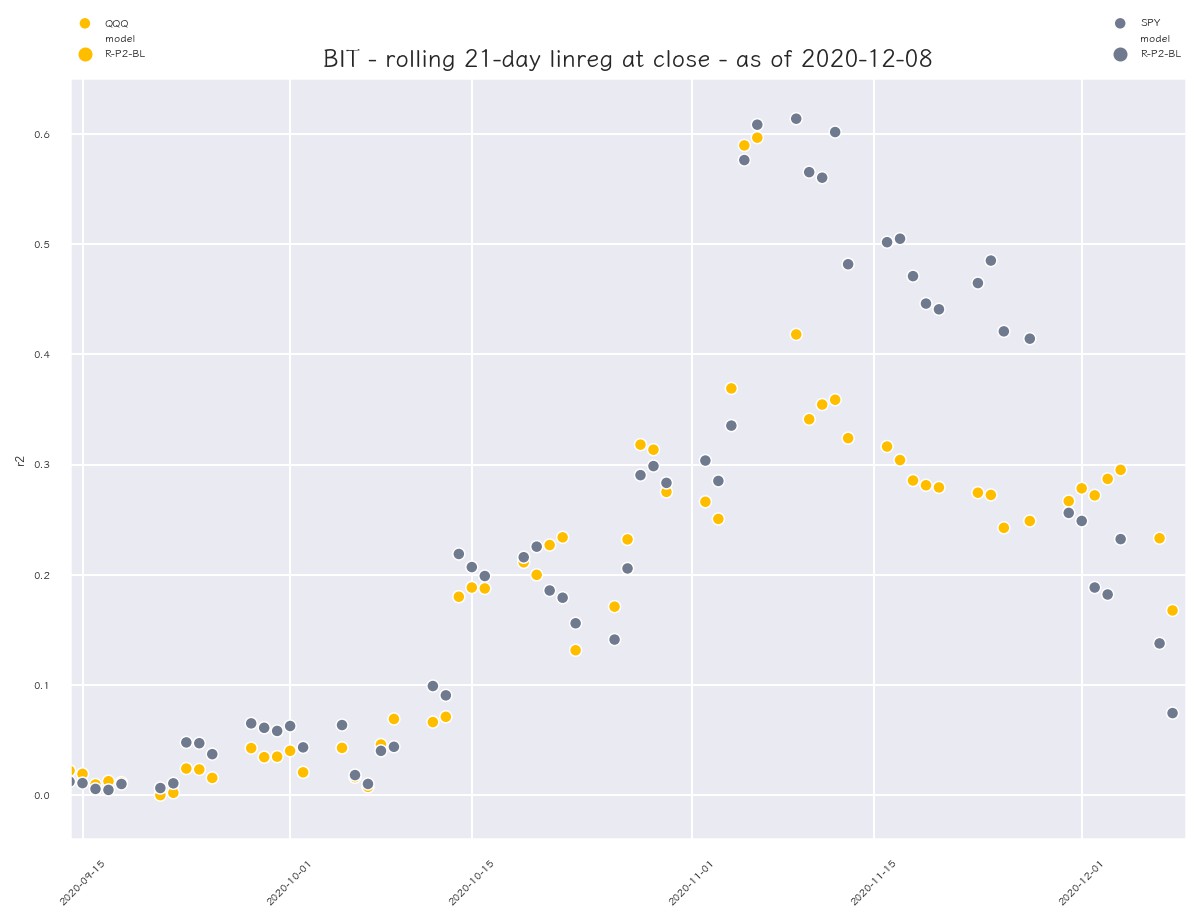 QQQ
model
R-P2-BL
SPY
model
R-P2-BL
BIT - rolling 21-day linreg at close - as of 2020-12-08
0.6
0.5
0.4
0.3
0.2
0.1
0.0
r2
2020-09-15
2020-10-01
2020-10-15
2020-11-01
2020-11-15
2020-12-01